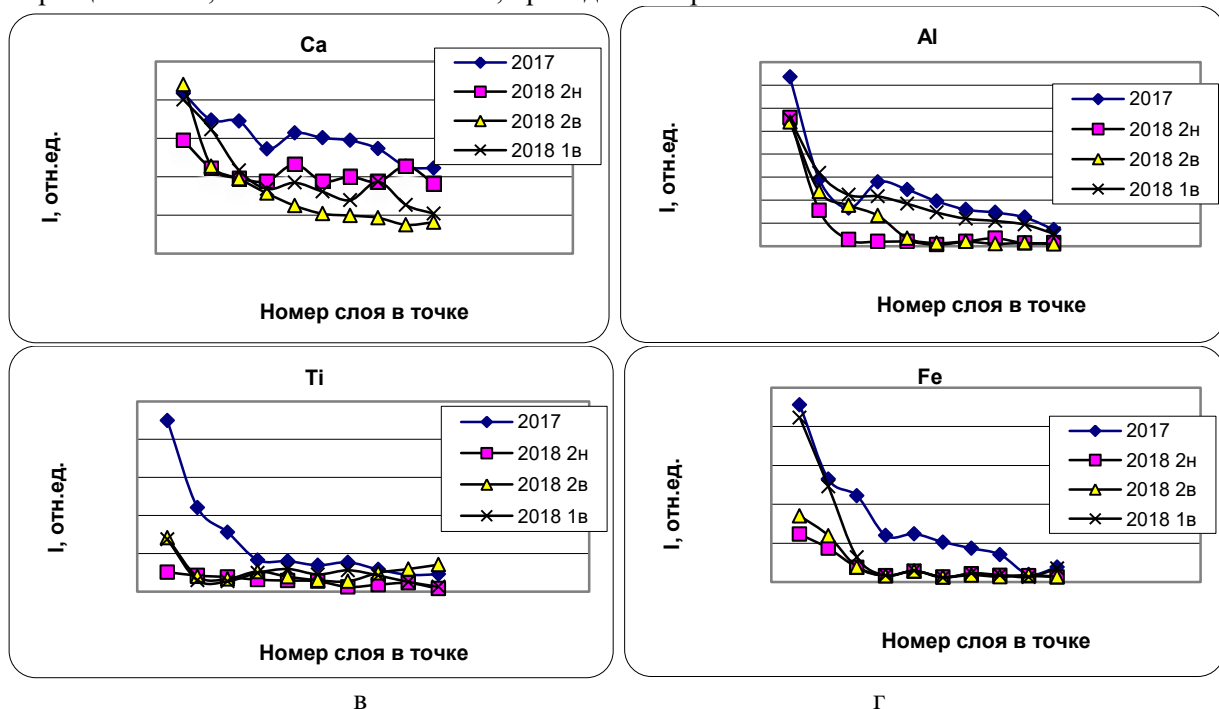 Ca
2017
2018 2н
2018 2в
2018 1в
I, отн.ед.
Номер слоя в точке
Al
2017
2018 2н
2018 2в
2018 1в
I, отн.ед.
Номер слоя в точке
Ti
2017
2018 2н
2018 2в
2018 1в
I, отн.ед.
Номер слоя в точке
Fe
2017
2018 2н
2018 2в
2018 1в
I, отн.ед.
Номер слоя в точке
в
г